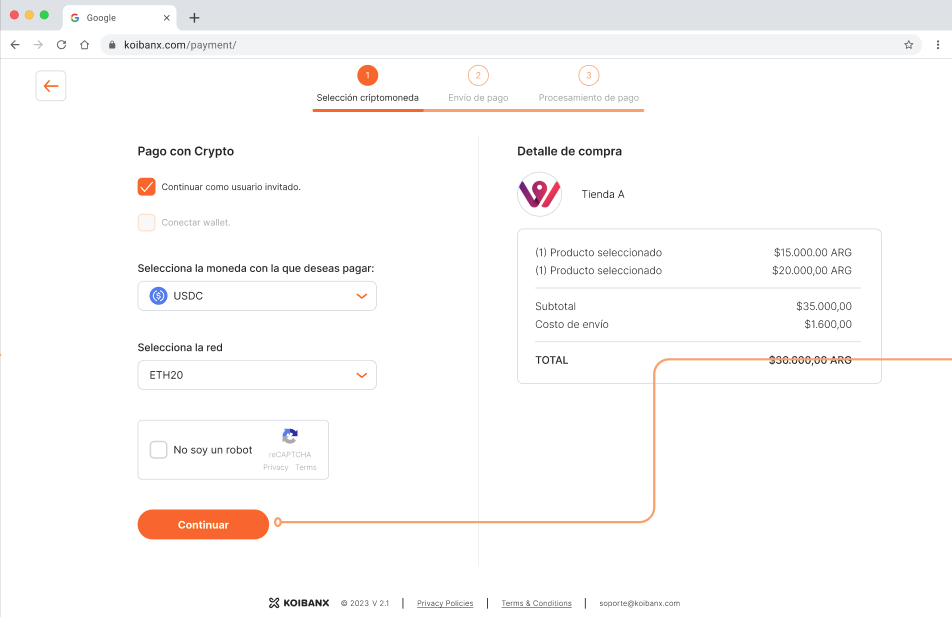 Google
koibanx.com/payment/
1 2 3
Selección criptomoneda Envío de pago Procesamiento de pago
Pago con Crypto
Continuar como usuario invitado.
Conectar wallet.
Selecciona la moneda con la que deseas pagar:
USDC
Selecciona la red
ETH20
No soy un robot
reCAPTCHA
Privacy Terms
Continuar
Detalle de compra
Tienda A
(1) Producto seleccionado $15.000.00 ARG
(1) Producto seleccionado $20.000,00 ARG
Subtotal $35.000,00
Costo de envío $1.600,00
TOTAL $30.000,00 ARG
KOIBANX © 2023 V 2.1 | Privacy Policies | Terms & Conditions | soporte@koibanx.com